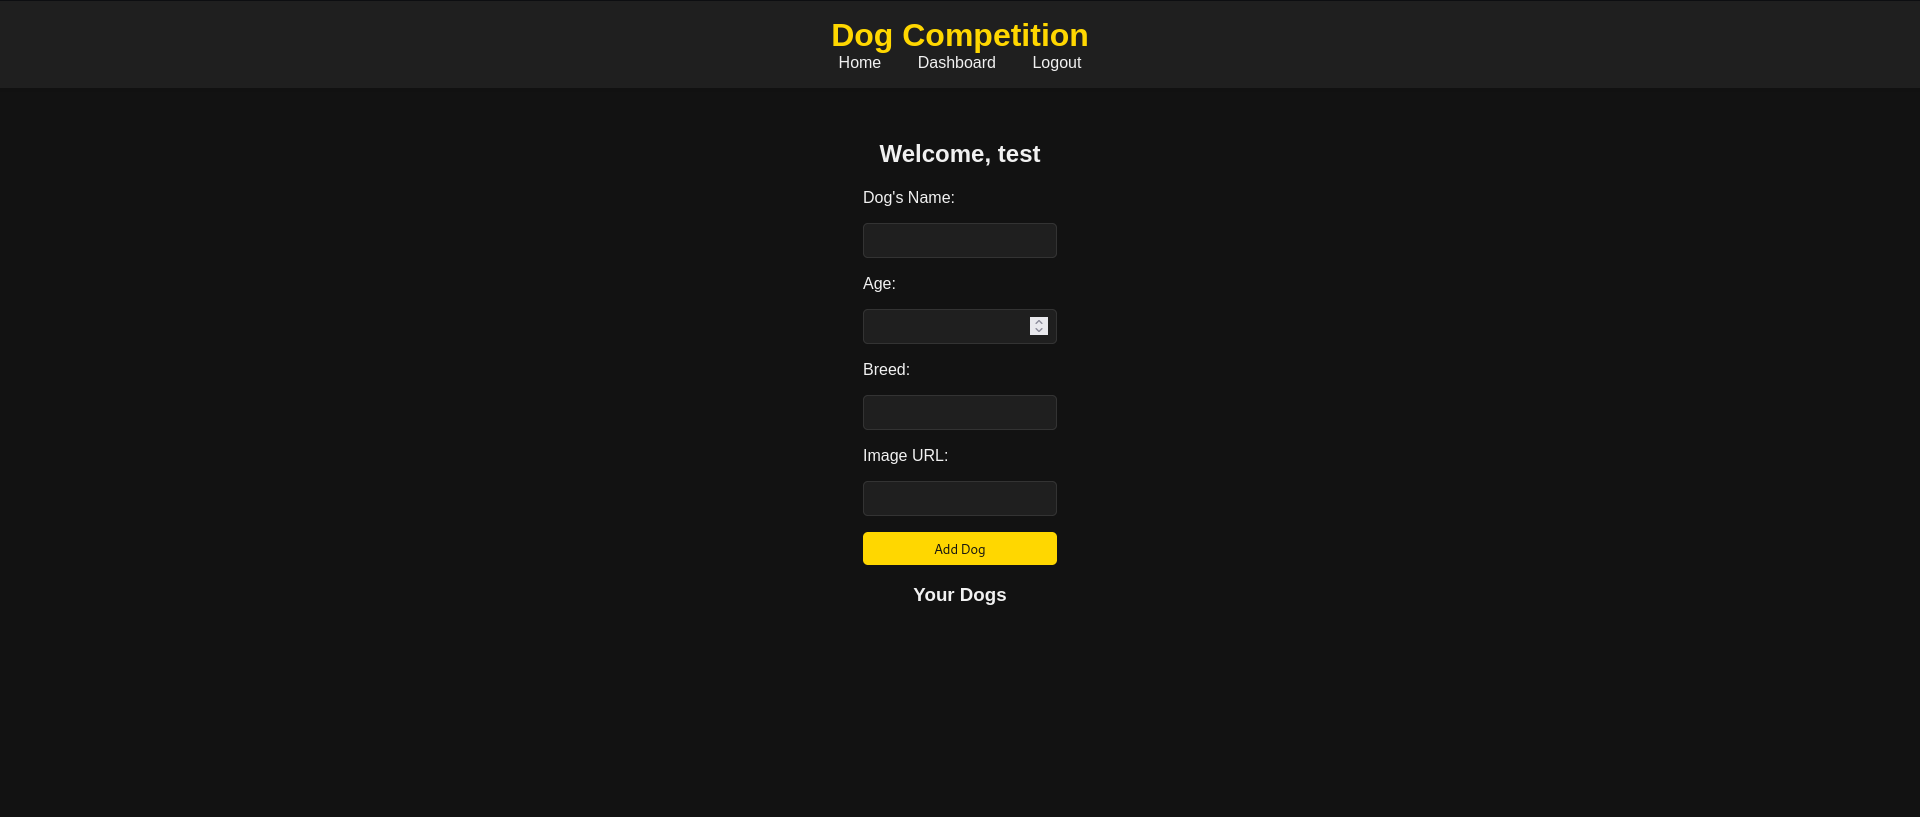 Dog Competition
Home Dashboard Logout
Welcome, test
Dog's Name:
Age:
Breed:
Image URL:
Add Dog
Your Dogs